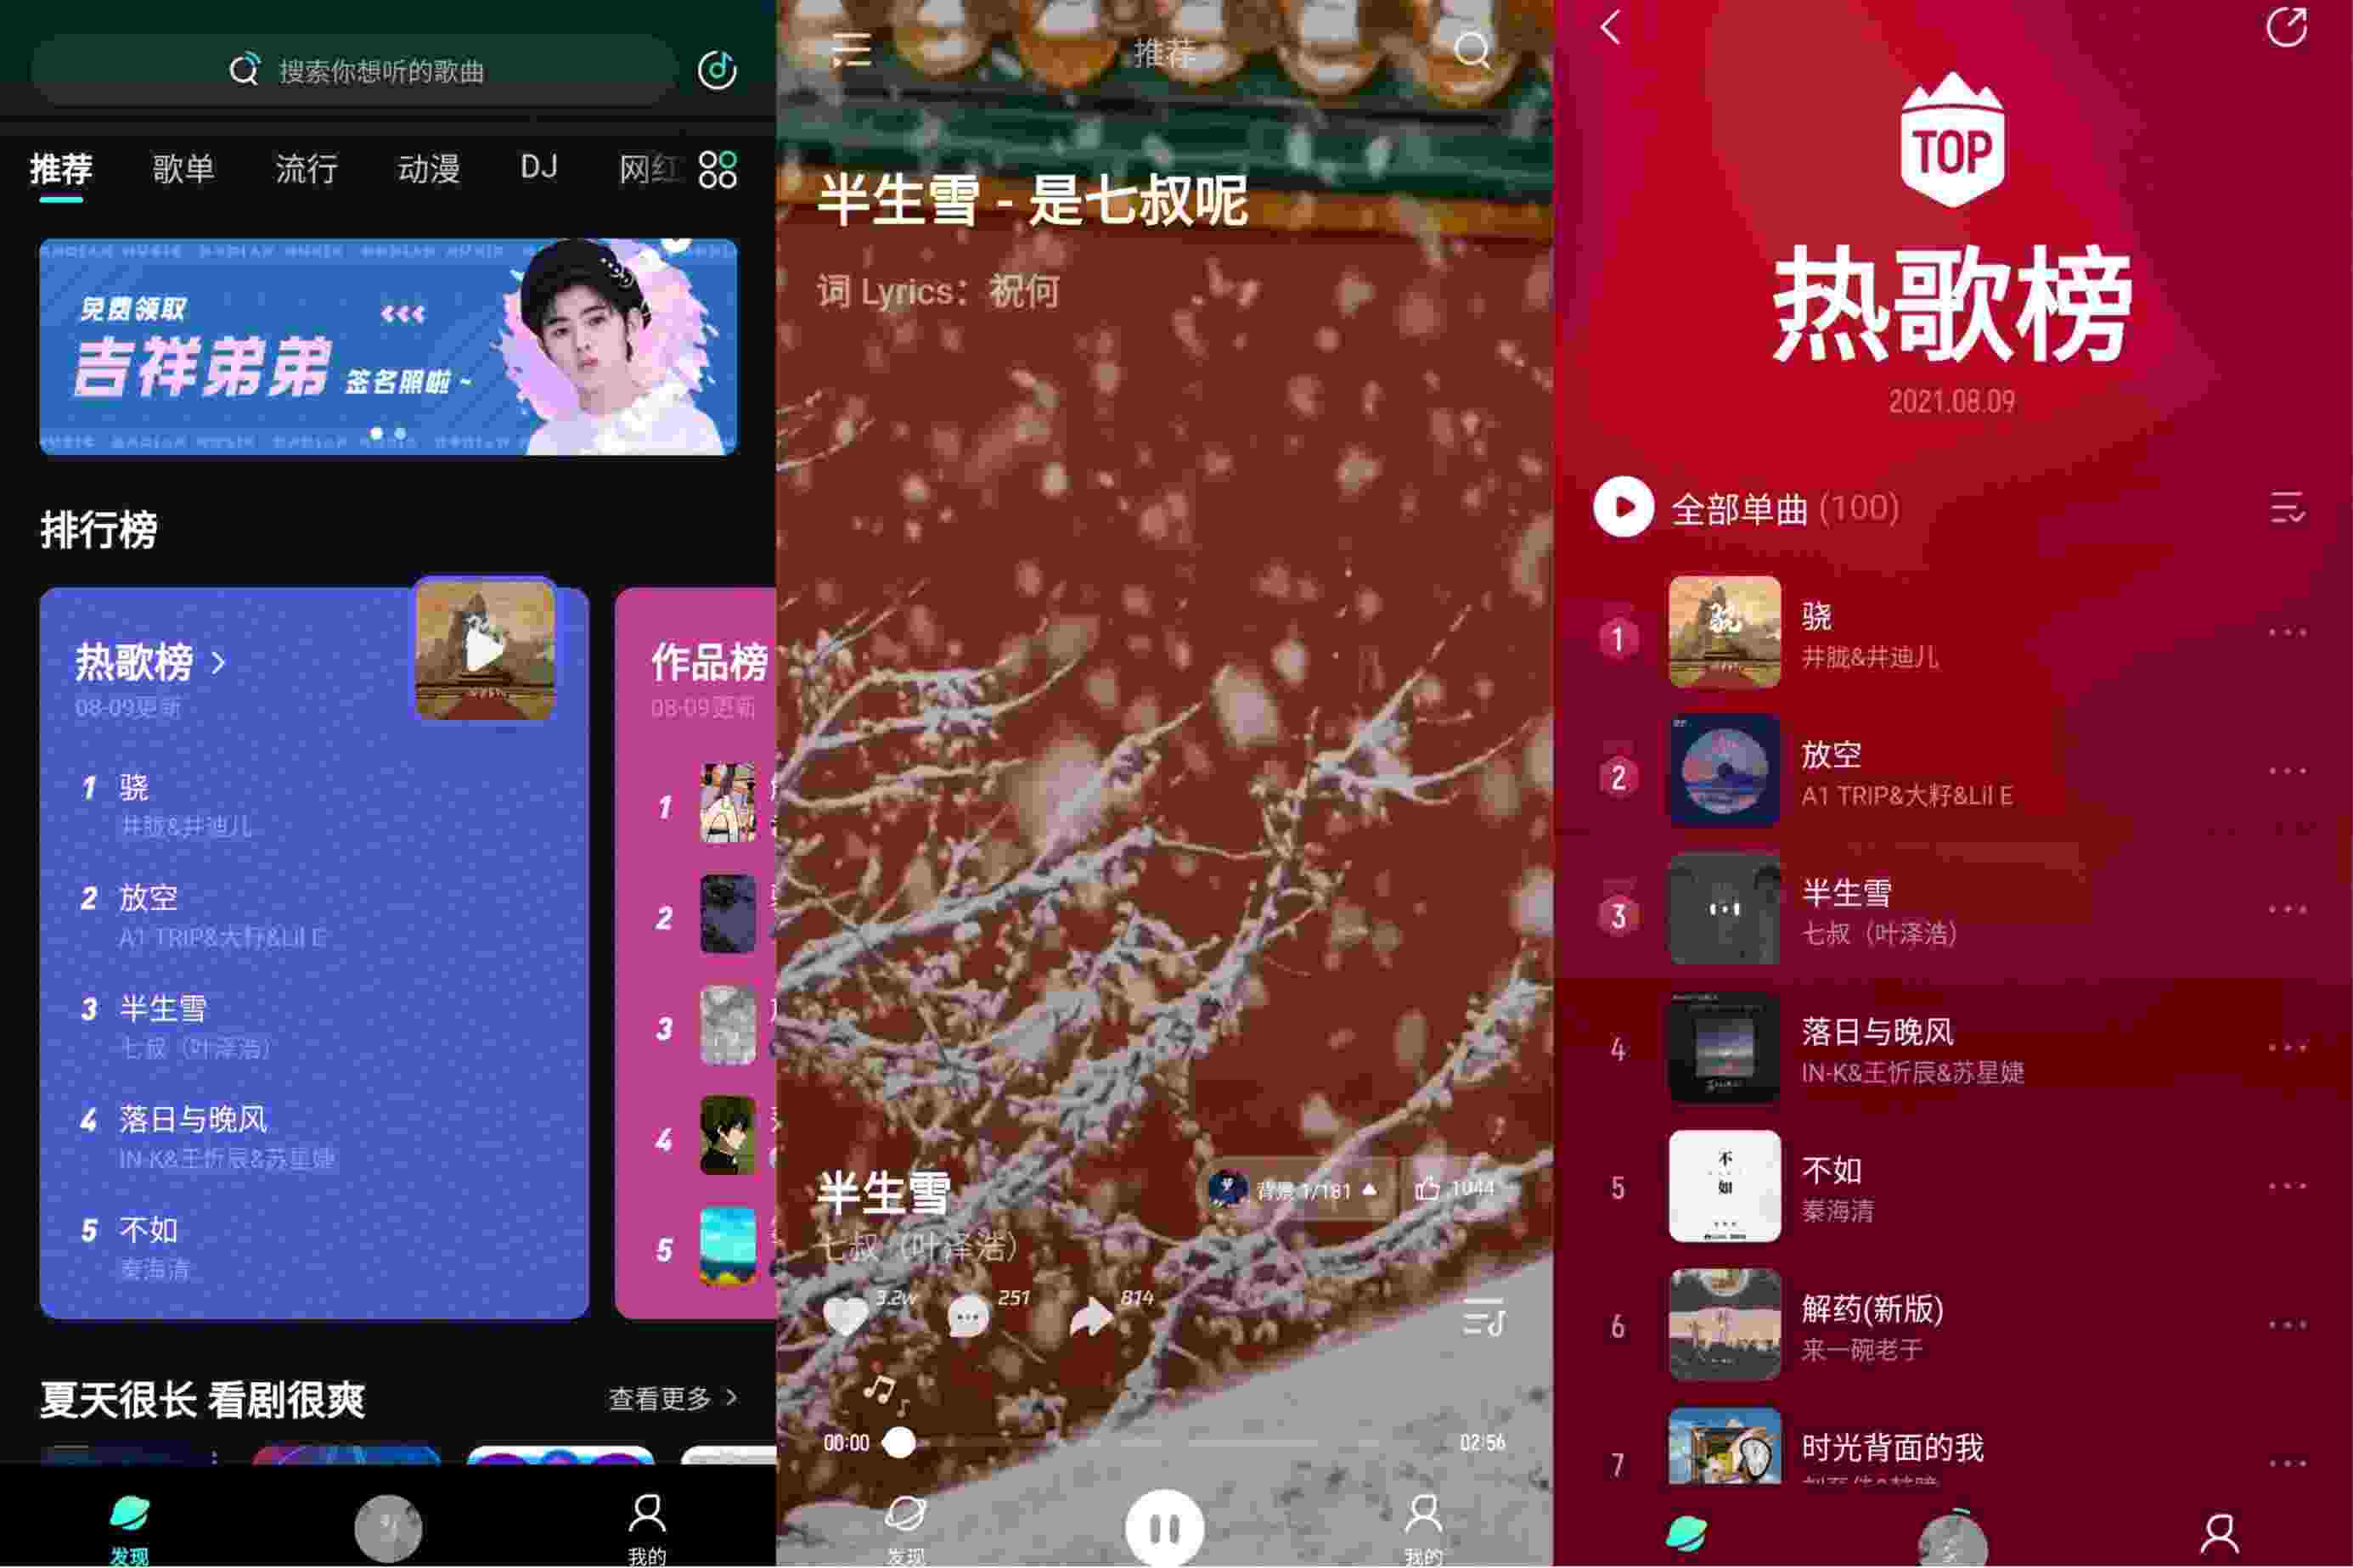 搜索你想听的歌曲
推荐 歌单 流行 动漫 DJ 网红
免费领取
吉祥弟弟 签名照啦~
排行榜
热歌榜
08-09更新
1 骁
井胧&井迪儿
2 放空
A1 TRIP&大籽&Lil E
3 半生雪
七叔（叶泽浩）
4 落日与晚风
IN-K&王忻辰&苏星婕
5 不如
秦海清
作品榜
08-09更新
1
2
3
4
5
夏天很长 看剧很爽 查看更多
发现 我的
推荐
半生雪 - 是七叔呢
词 Lyrics：祝何
半生雪
七叔（叶泽浩）
背景 1/181 1044
3.2w 251 814
00:00 02:56
发现 我的
TOP
热歌榜
2021.08.09
全部单曲 (100)
1 骁
井胧&井迪儿
2 放空
A1 TRIP&大籽&Lil E
3 半生雪
七叔（叶泽浩）
4 落日与晚风
IN-K&王忻辰&苏星婕
5 不如
秦海清
不
如
6 解药(新版)
来一碗老于
7 时光背面的我